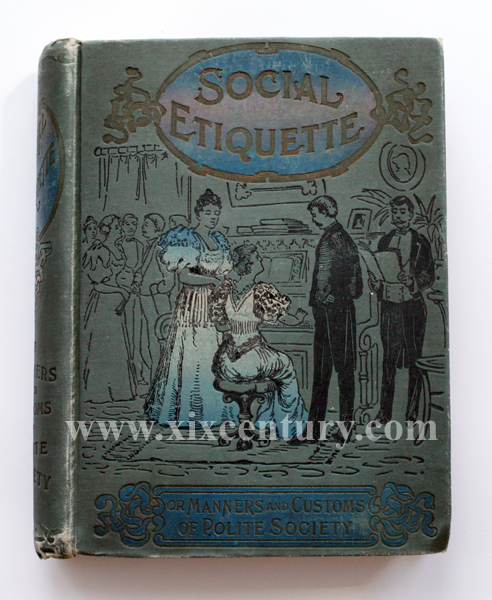 SOCIAL
ETIQUETTE
www.xixcentury.com
OR MANNERS AND CUSTOMS
OF POLITE SOCIETY